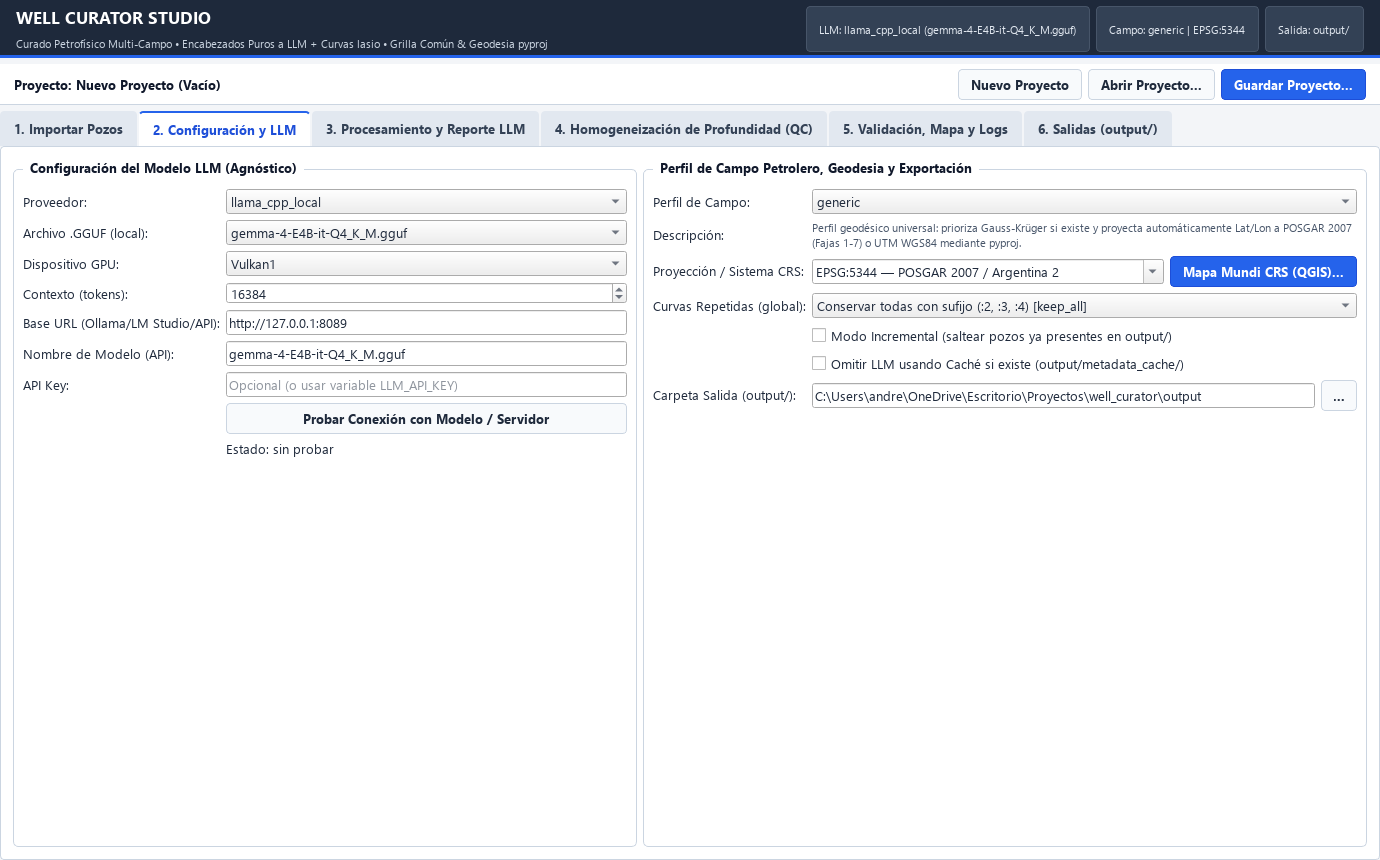 WELL CURATOR STUDIO
Curado Petrofísico Multi-Campo • Encabezados Puros a LLM + Curvas lasio • Grilla Común & Geodesia pyproj
LLM: llama_cpp_local (gemma-4-E4B-it-Q4_K_M.gguf)
Campo: generic | EPSG:5344
Salida: output/
Proyecto: Nuevo Proyecto (Vacío)
Nuevo Proyecto
Abrir Proyecto...
Guardar Proyecto...
1. Importar Pozos
2. Configuración y LLM
3. Procesamiento y Reporte LLM
4. Homogeneización de Profundidad (QC)
5. Validación, Mapa y Logs
6. Salidas (output/)
Configuración del Modelo LLM (Agnóstico)
Proveedor:
llama_cpp_local
Archivo .GGUF (local):
gemma-4-E4B-it-Q4_K_M.gguf
Dispositivo GPU:
Vulkan1
Contexto (tokens):
16384
Base URL (Ollama/LM Studio/API):
http://127.0.0.1:8089
Nombre de Modelo (API):
gemma-4-E4B-it-Q4_K_M.gguf
API Key:
Opcional (o usar variable LLM_API_KEY)
Probar Conexión con Modelo / Servidor
Estado: sin probar
Perfil de Campo Petrolero, Geodesia y Exportación
Perfil de Campo:
generic
Descripción:
Perfil geodésico universal: prioriza Gauss-Krüger si existe y proyecta automáticamente Lat/Lon a POSGAR 2007
(Fajas 1-7) o UTM WGS84 mediante pyproj.
Proyección / Sistema CRS:
EPSG:5344 — POSGAR 2007 / Argentina 2
Mapa Mundi CRS (QGIS)...
Curvas Repetidas (global):
Conservar todas con sufijo (:2, :3, :4) [keep_all]
Modo Incremental (saltear pozos ya presentes en output/)
Omitir LLM usando Caché si existe (output/metadata_cache/)
Carpeta Salida (output/):
C:\Users\andre\OneDrive\Escritorio\Proyectos\well_curator\output
...